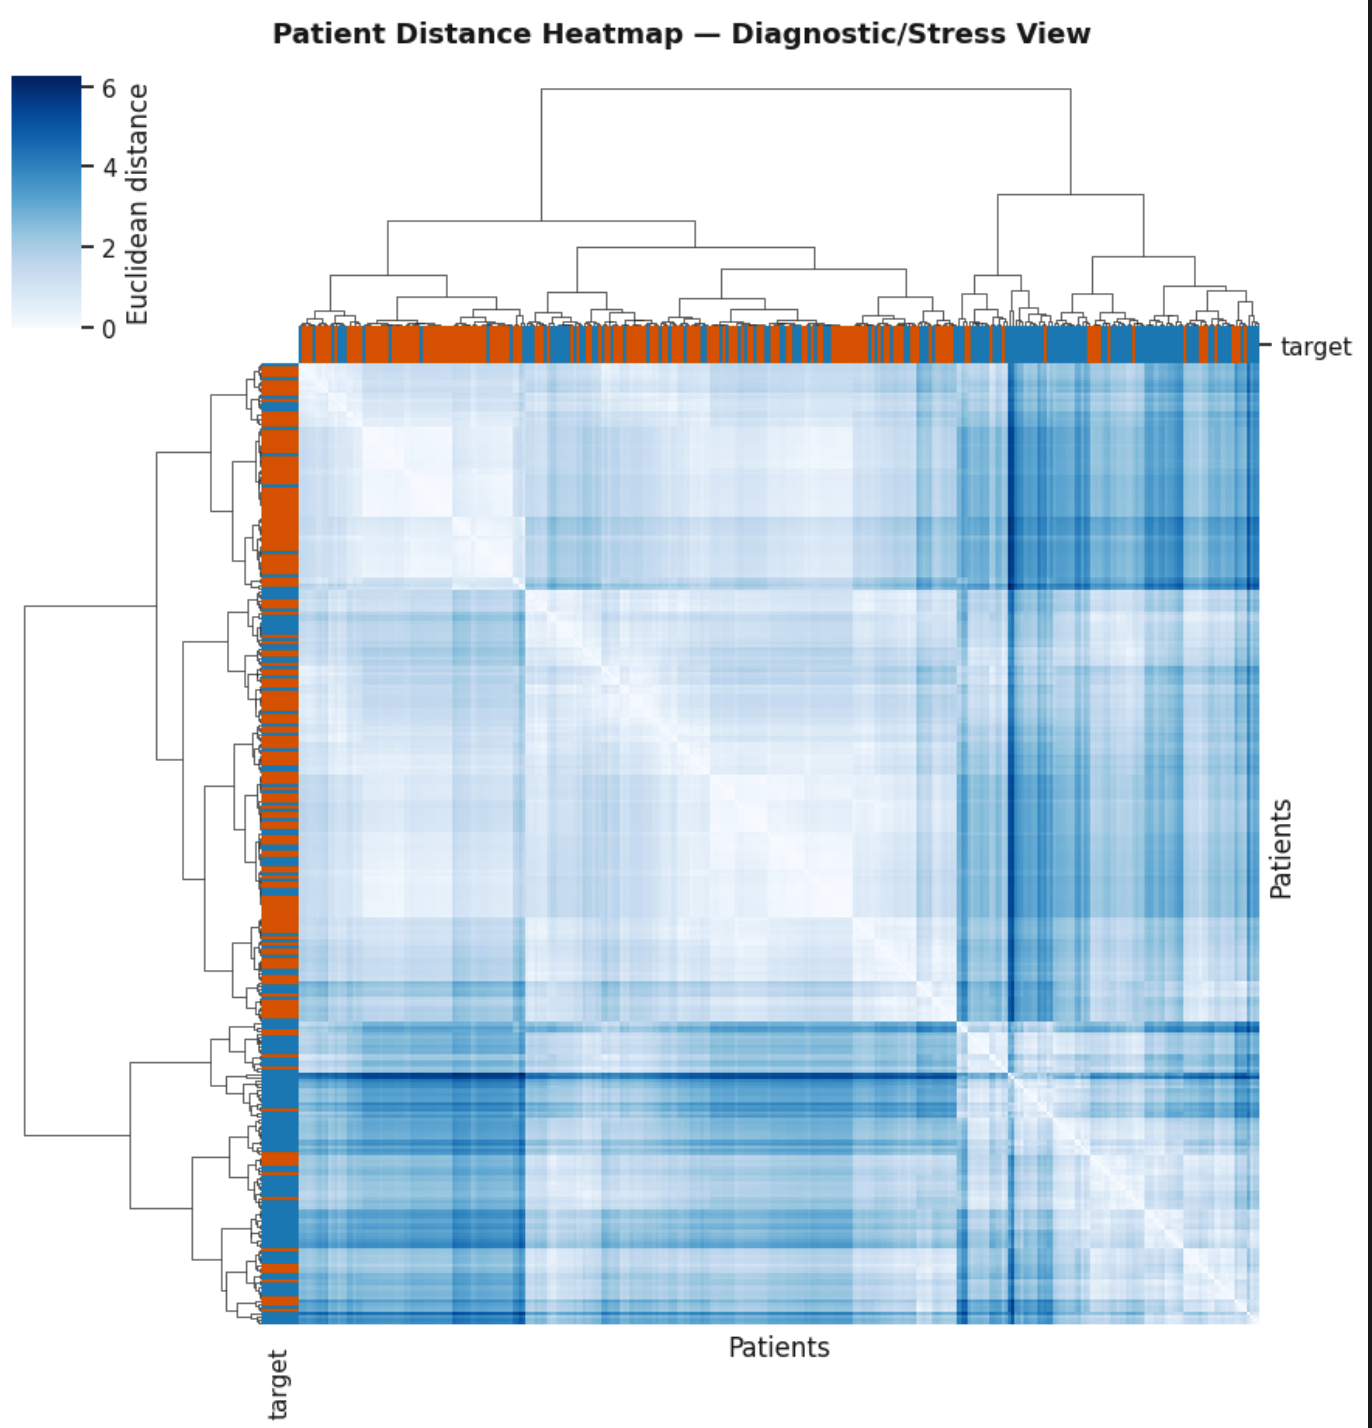 Patient Distance Heatmap — Diagnostic/Stress View
6
4
2
0
Euclidean distance
target
Patients
Patients
target